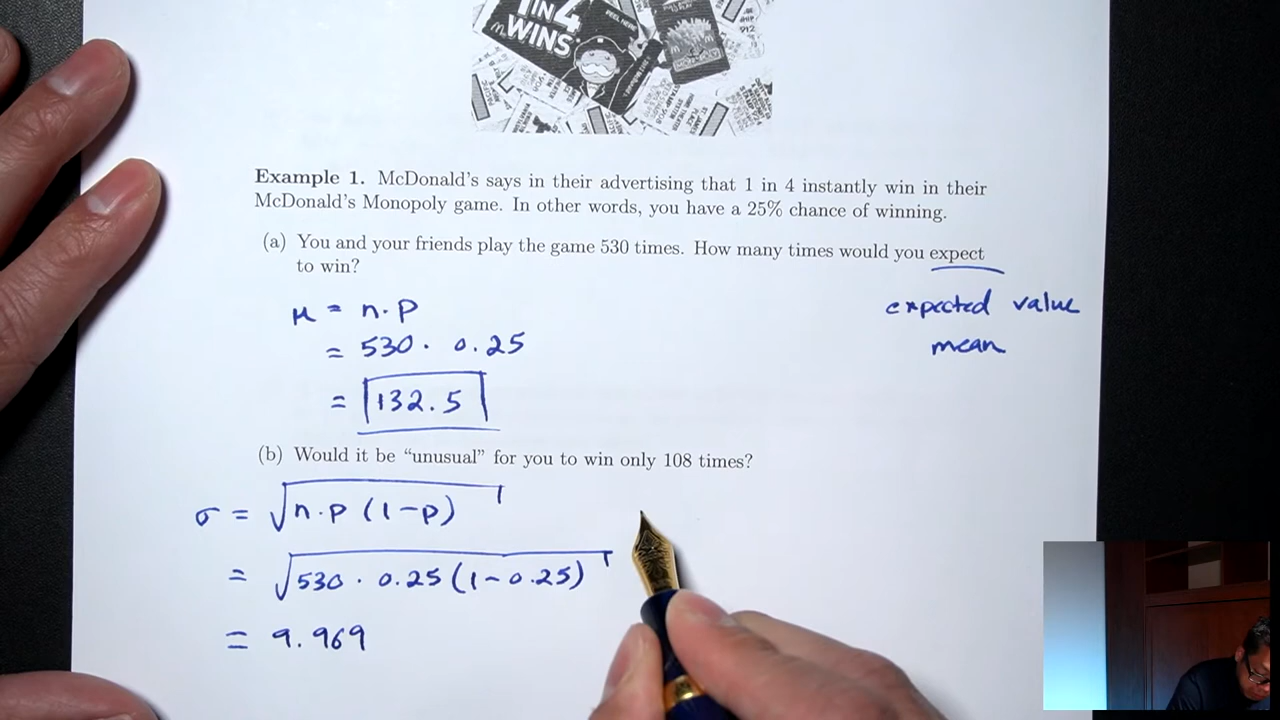 1 IN 4
WINS
PEEL HERE
Example 1. McDonald's says in their advertising that 1 in 4 instantly win in their
McDonald's Monopoly game. In other words, you have a 25% chance of winning.
(a) You and your friends play the game 530 times. How many times would you expect
to win?
μ = n·p
expected value
= 530 · 0.25
mean
= 132.5
(b) Would it be “unusual” for you to win only 108 times?
σ = √n·p (1-p)
= √530 · 0.25 (1-0.25)
= 9.969